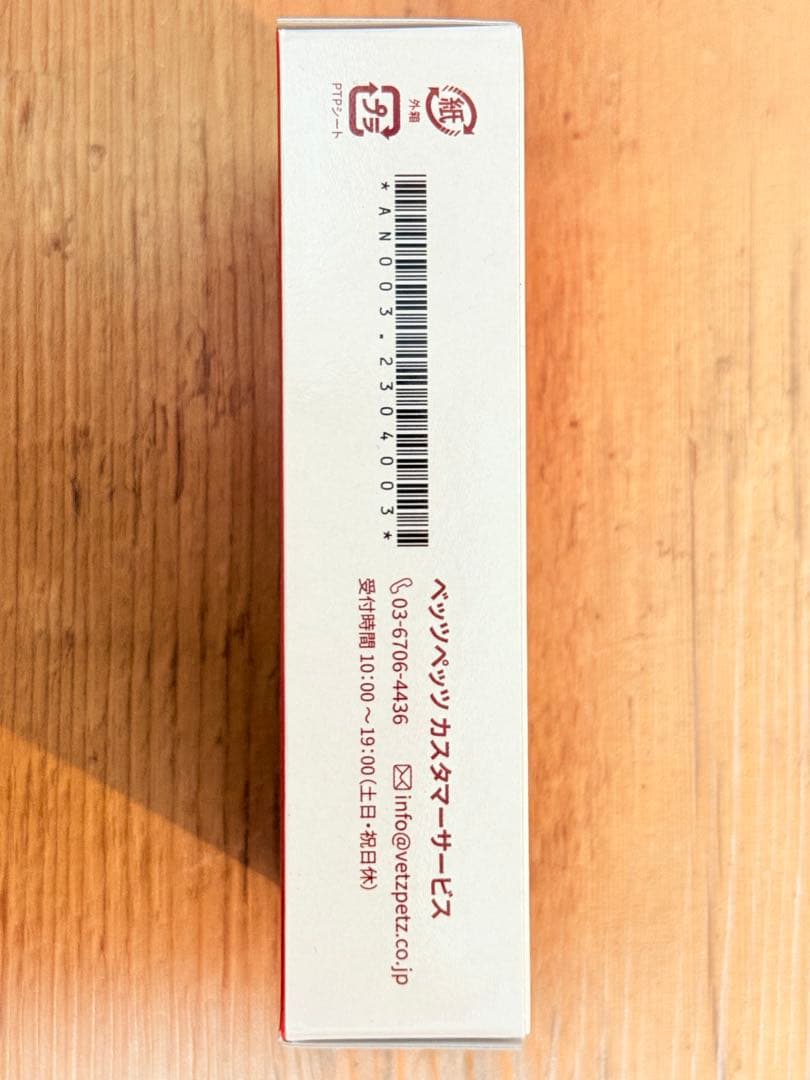 紙
外箱
プラ
PTPシート
*AN003.2304003*
ベッツペッツ カスタマーサービス
03-6706-4436 info@vetzpetz.co.jp
受付時間 10:00 〜 19:00(土日・祝日休)